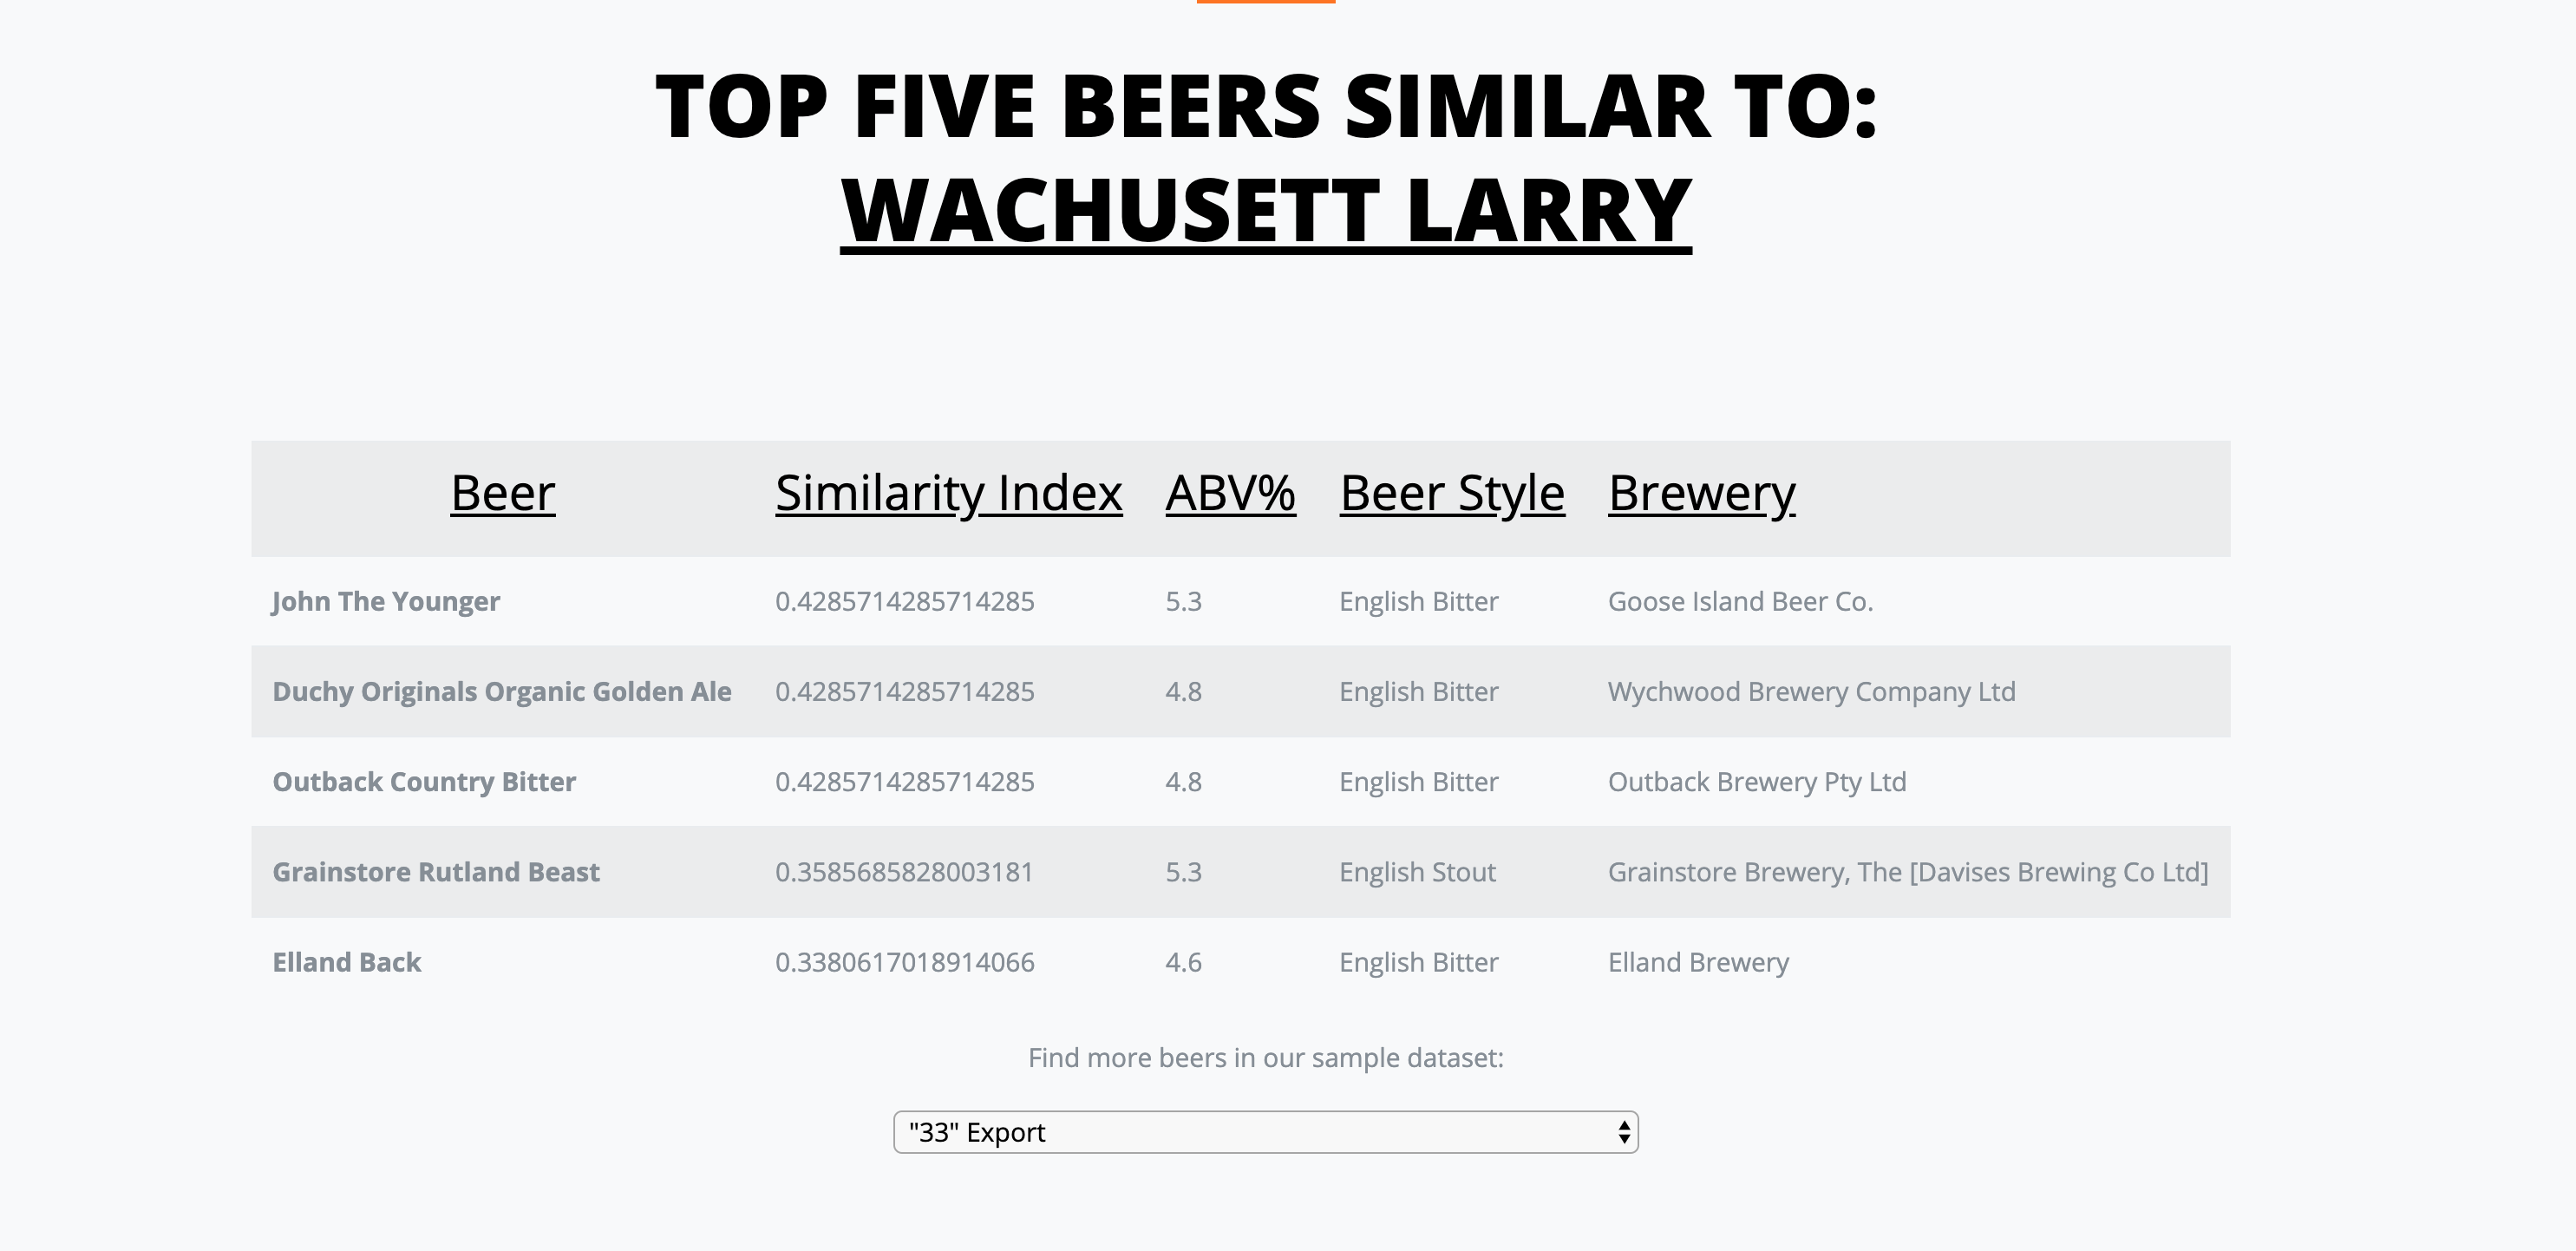 TOP FIVE BEERS SIMILAR TO:
WACHUSETT LARRY
Beer Similarity Index ABV% Beer Style Brewery
John The Younger 0.4285714285714285 5.3 English Bitter Goose Island Beer Co.
Duchy Originals Organic Golden Ale 0.4285714285714285 4.8 English Bitter Wychwood Brewery Company Ltd
Outback Country Bitter 0.4285714285714285 4.8 English Bitter Outback Brewery Pty Ltd
Grainstore Rutland Beast 0.3585685828003181 5.3 English Stout Grainstore Brewery, The [Davises Brewing Co Ltd]
Elland Back 0.3380617018914066 4.6 English Bitter Elland Brewery
Find more beers in our sample dataset:
"33" Export